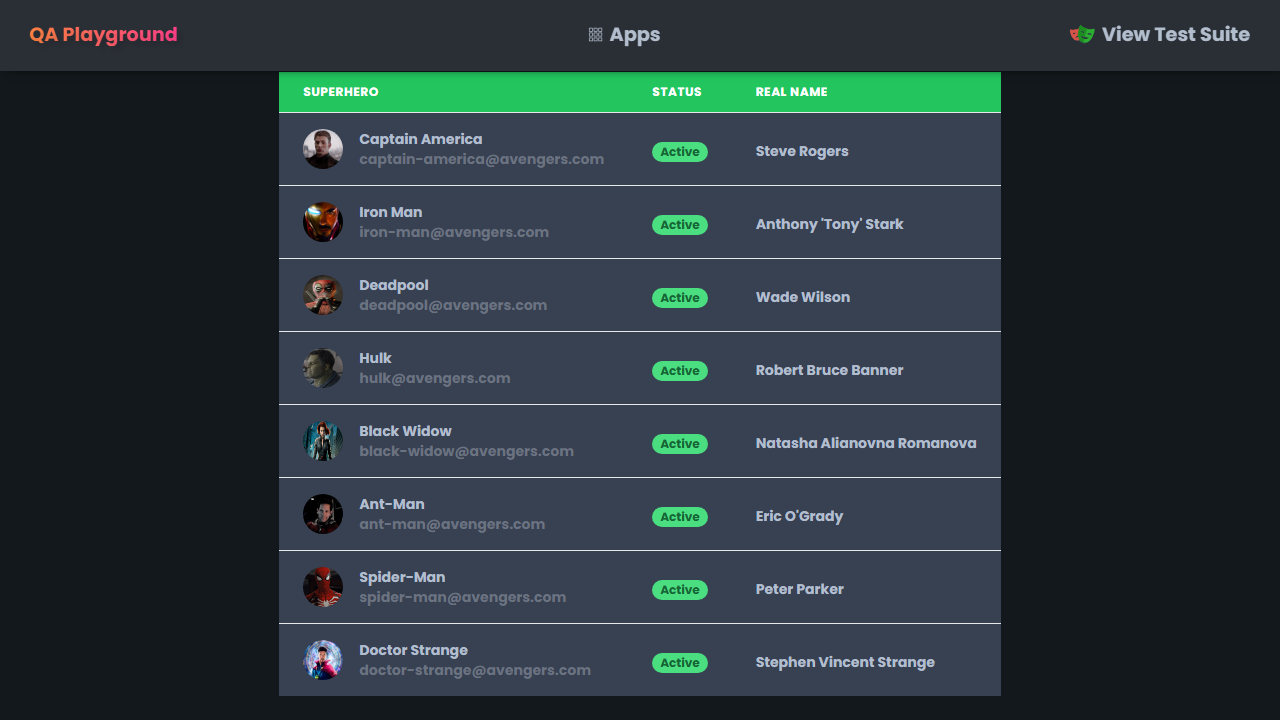 QA Playground
Apps
View Test Suite
SUPERHERO STATUS REAL NAME
Captain America
captain-america@avengers.com
Active
Steve Rogers
Iron Man
iron-man@avengers.com
Active
Anthony 'Tony' Stark
Deadpool
deadpool@avengers.com
Active
Wade Wilson
Hulk
hulk@avengers.com
Active
Robert Bruce Banner
Black Widow
black-widow@avengers.com
Active
Natasha Alianovna Romanova
Ant-Man
ant-man@avengers.com
Active
Eric O'Grady
Spider-Man
spider-man@avengers.com
Active
Peter Parker
Doctor Strange
doctor-strange@avengers.com
Active
Stephen Vincent Strange